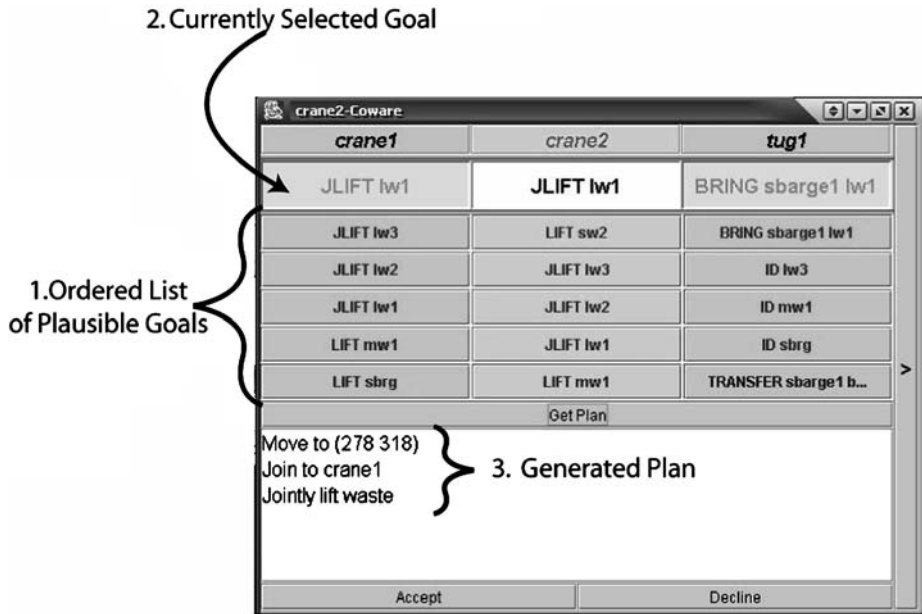 2. Currently Selected Goal
crane2-Coware
crane1 crane2 tug1
JLIFT lw1 JLIFT lw1 BRING sbarge1 lw1
JLIFT lw3 LIFT sw2 BRING sbarge1 lw1
JLIFT lw2 JLIFT lw3 ID lw3
1.Ordered List
of Plausible Goals
JLIFT lw1 JLIFT lw2 ID mw1
LIFT mw1 JLIFT lw1 ID sbrg
LIFT sbrg LIFT mw1 TRANSFER sbarge1 b...
>
Get Plan
Move to (278 318)
Join to crane1
Jointly lift waste
3. Generated Plan
Accept Decline